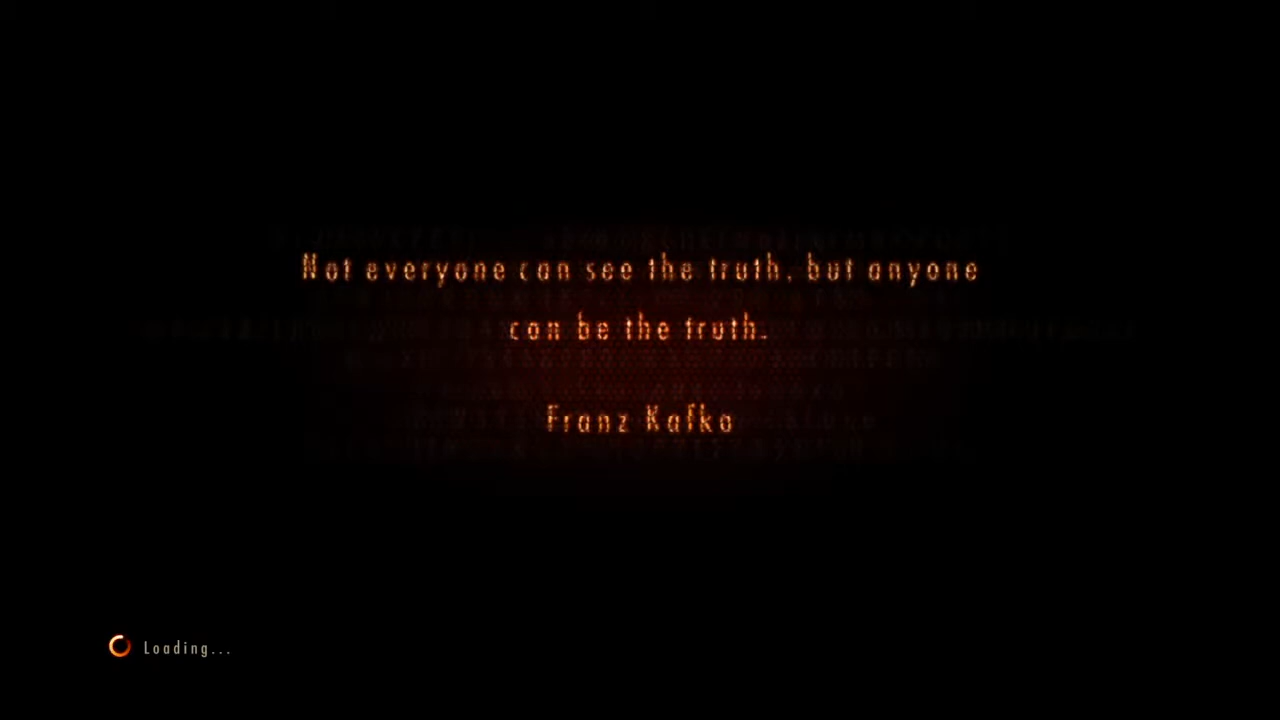 Not everyone can see the truth, but anyone
can be the truth.
Franz Kafka
Loading...